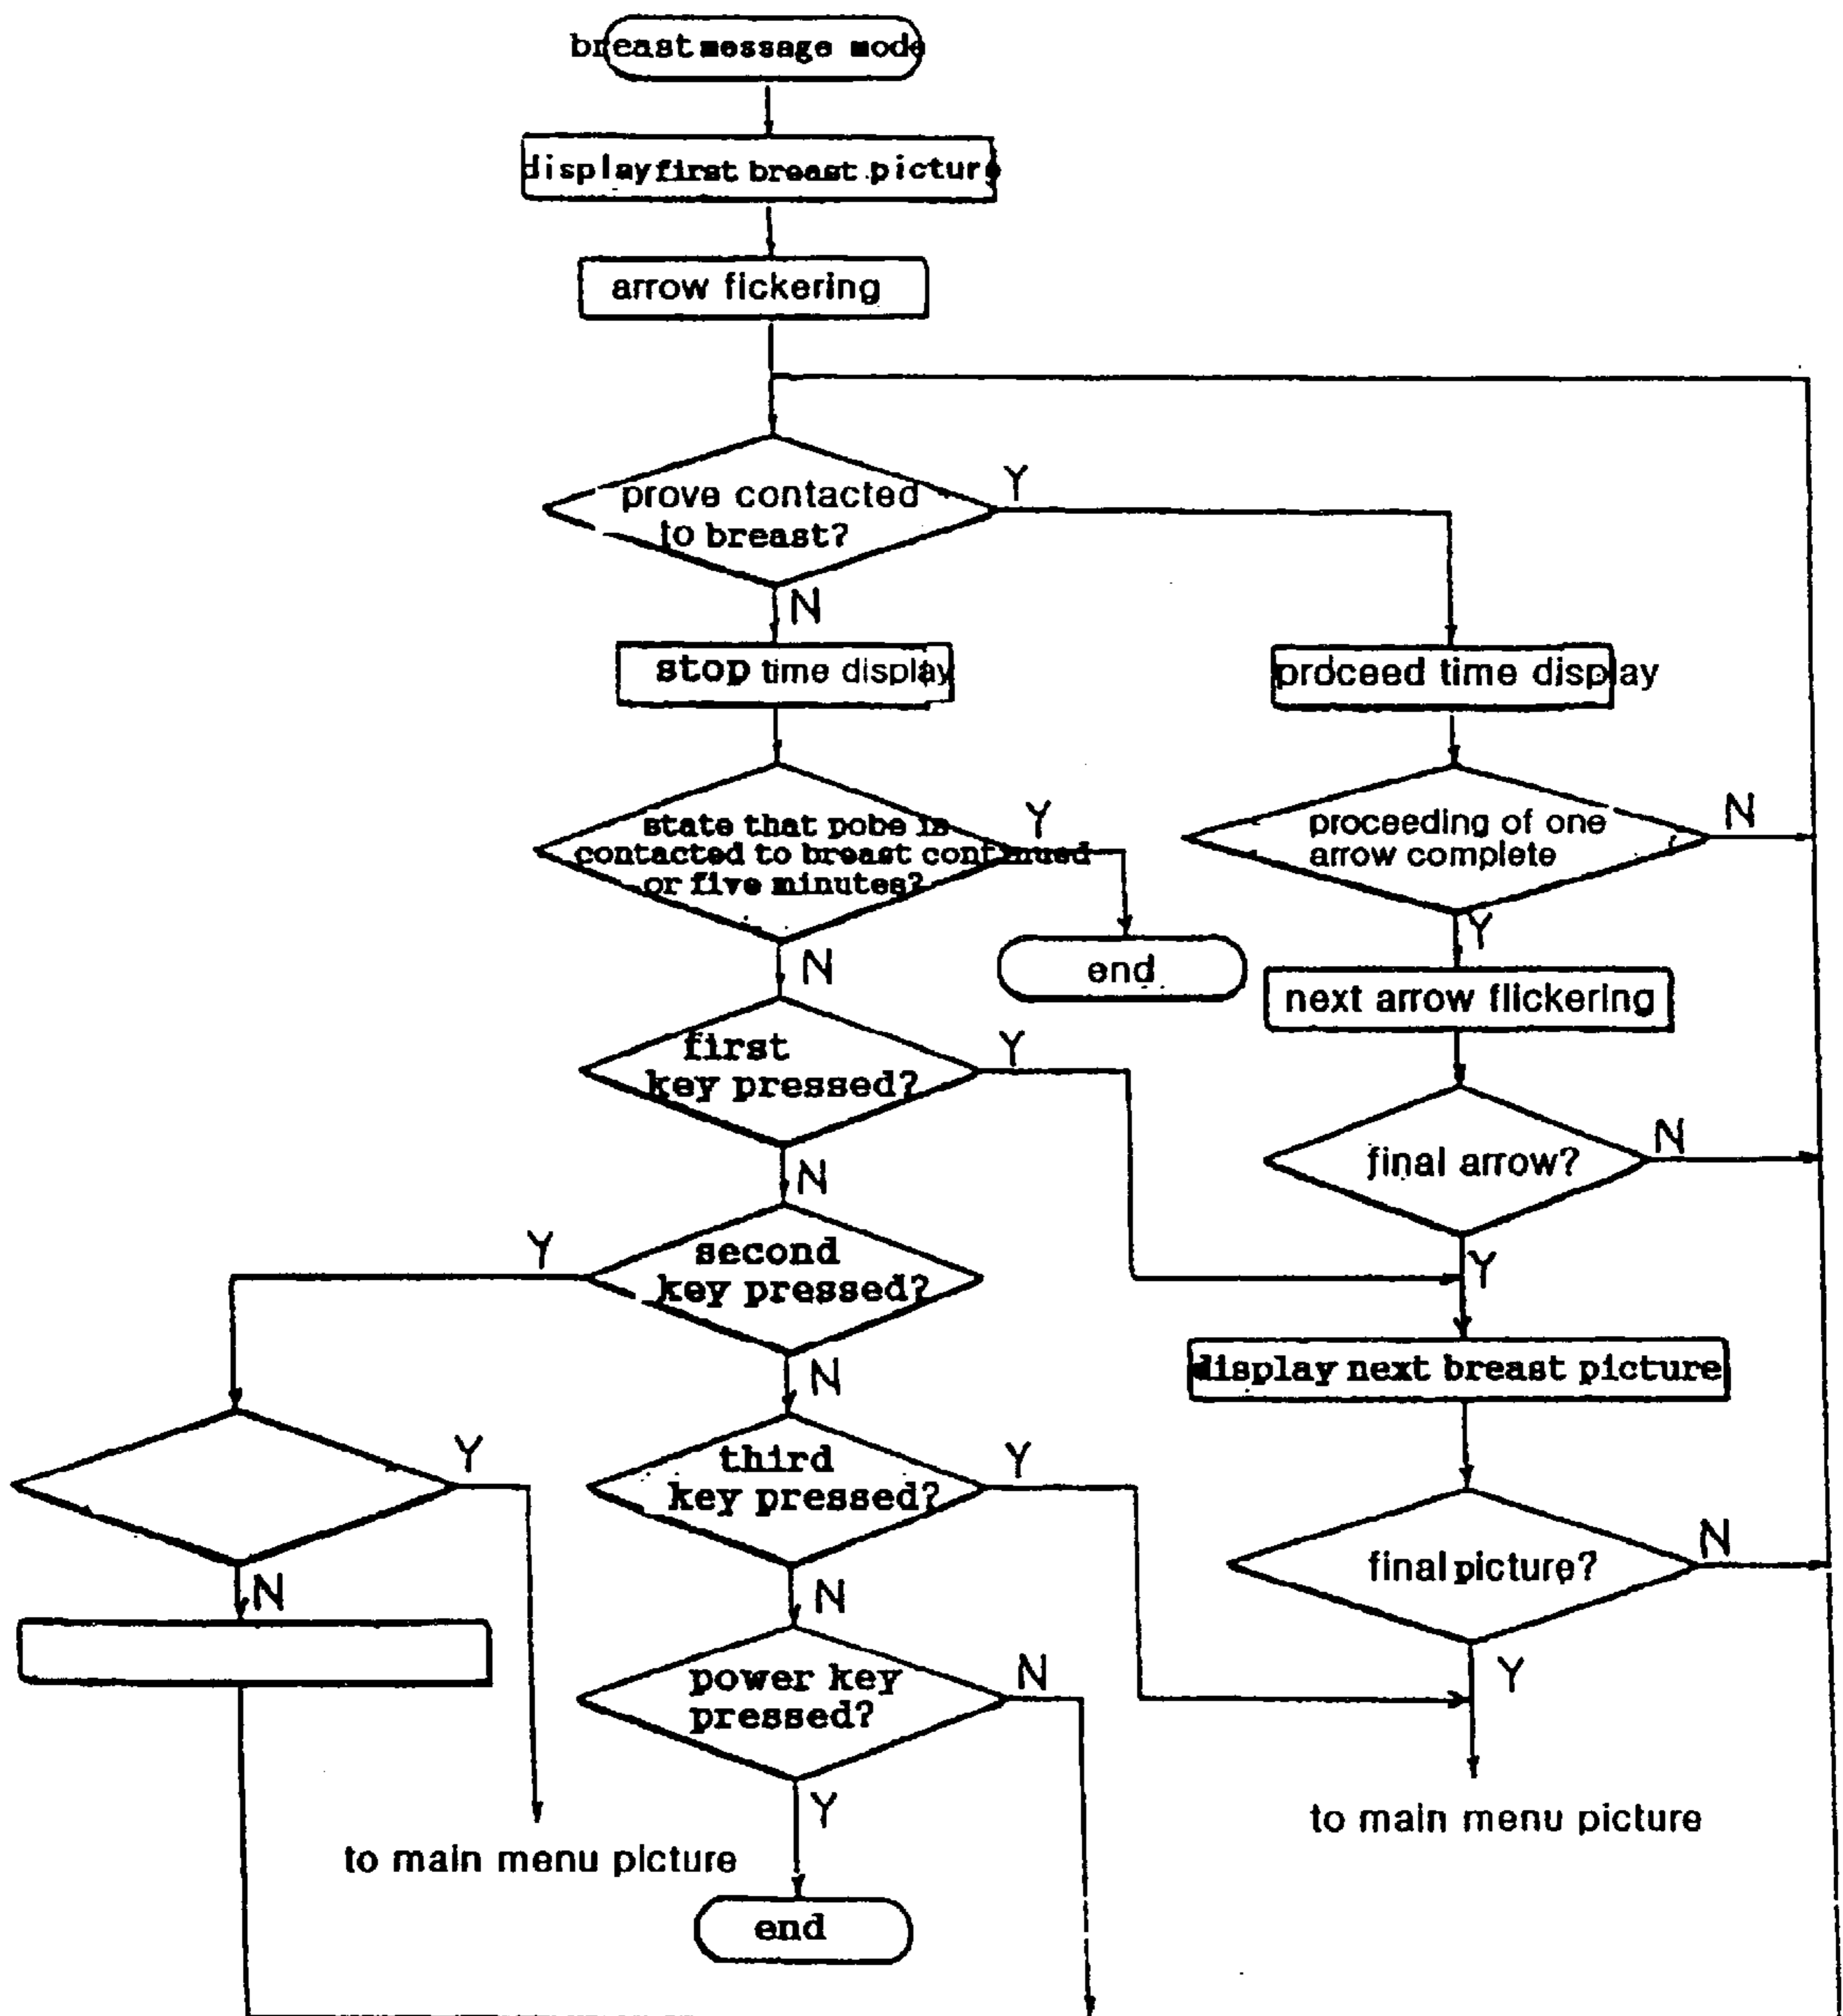 breast message mode
display first breast picture
arrow fickering
prove contacted
to breast?
Y
N
stop time display
proceed time display
state that pobe is
contacted to breast continued
or five minutes?
Y
proceeding of one
arrow complete
N
N
end
Y
next arrow flickering
first
key pressed?
Y
final arrow?
N
N
Y
second
key pressed?
Y
N
display next breast picture
Y
third
key pressed?
Y
final picture?
N
N
N
power key
pressed?
N
Y
Y
to main menu picture
to main menu picture
end